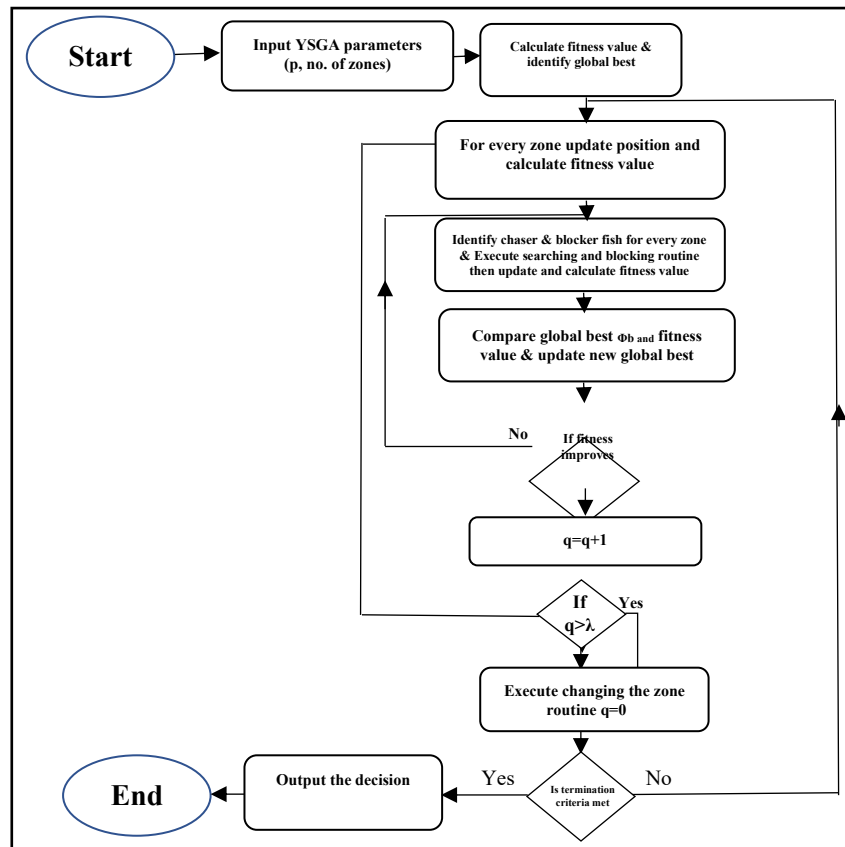 Start
Input YSGA parameters
(p, no. of zones)
Calculate fitness value &
identify global best
For every zone update position and
calculate fitness value
Identify chaser & blocker fish for every zone
& Execute searching and blocking routine
then update and calculate fitness value
Compare global best Φb and fitness
value & update new global best
No
If fitness
improves
q=q+1
If
q>λ
Yes
Execute changing the zone
routine q=0
Is termination
criteria met
Yes
No
Output the decision
End